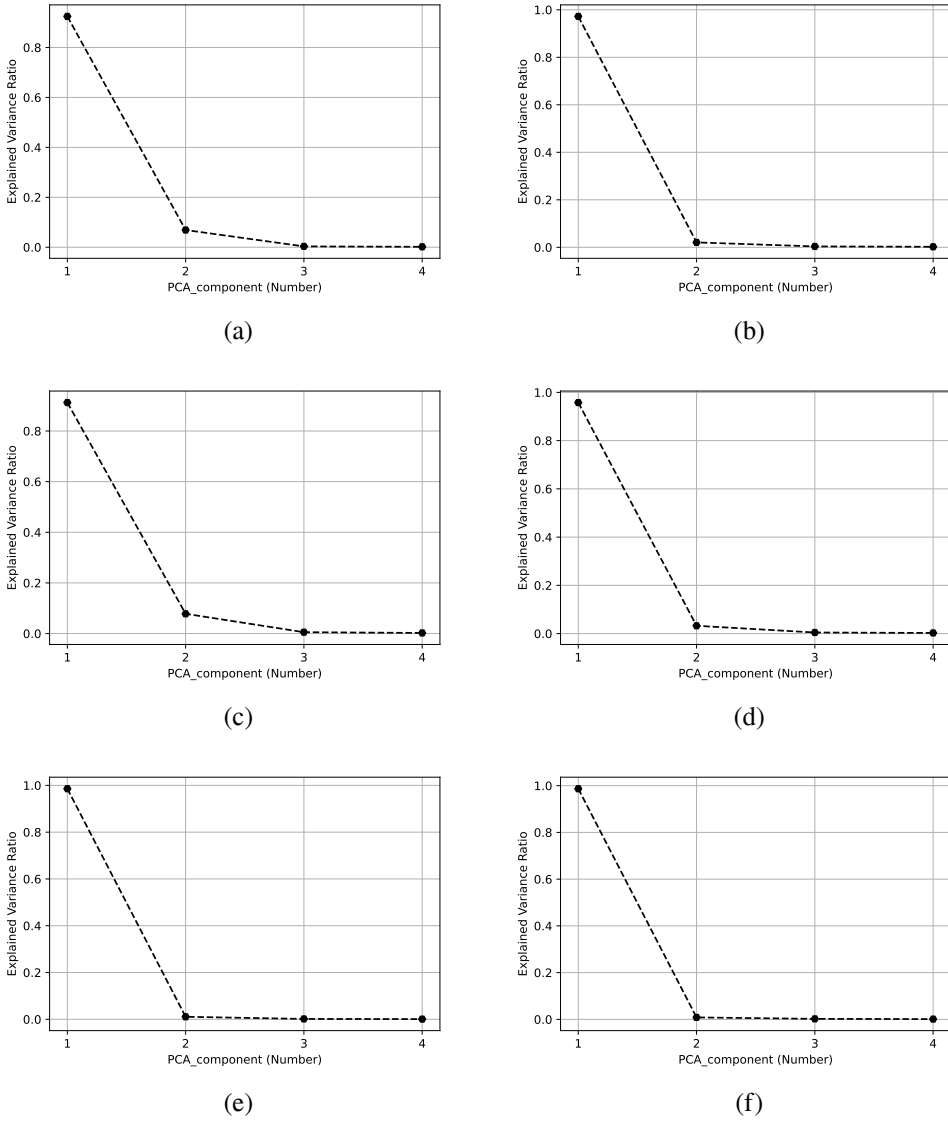 0.8
0.6
0.4
0.2
0.0
Explained Variance Ratio
1 2 3 4
PCA_component (Number)
(a)
1.0
0.8
0.6
0.4
0.2
0.0
Explained Variance Ratio
1 2 3 4
PCA_component (Number)
(b)
0.8
0.6
0.4
0.2
0.0
Explained Variance Ratio
1 2 3 4
PCA_component (Number)
(c)
1.0
0.8
0.6
0.4
0.2
0.0
Explained Variance Ratio
1 2 3 4
PCA_component (Number)
(d)
1.0
0.8
0.6
0.4
0.2
0.0
Explained Variance Ratio
1 2 3 4
PCA_component (Number)
(e)
1.0
0.8
0.6
0.4
0.2
0.0
Explained Variance Ratio
1 2 3 4
PCA_component (Number)
(f)